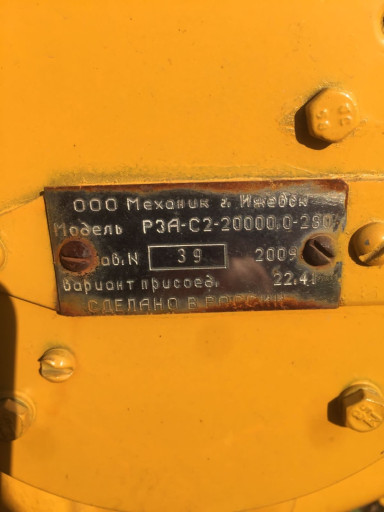 ООО Механик г. Ижевск
Модель РЗА-С2-20000.0-280
Зав.N 39 2009
вариант присоед. 22.41
СДЕЛАНО В РОССИИ